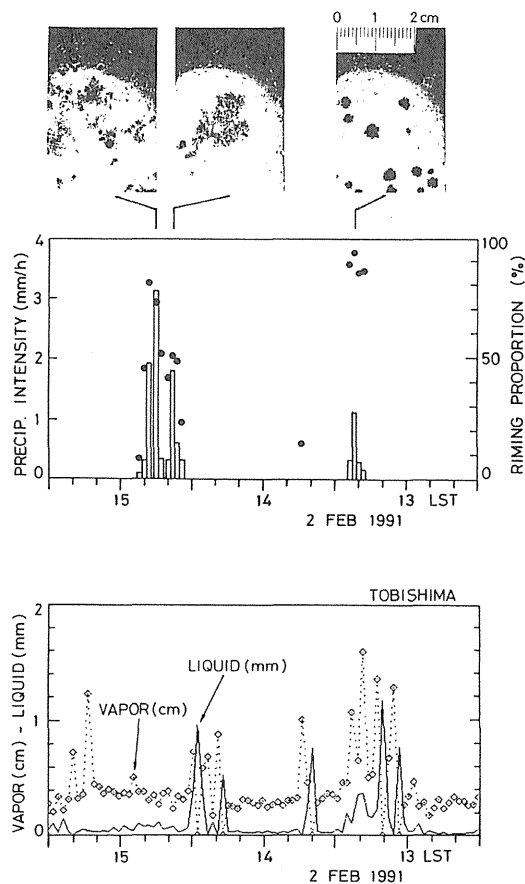 0 1 2 cm
PRECIP. INTENSITY (mm/h)
4
3
2
1
0
100
50
0
RIMING PROPORTION (%)
15 14 13 LST
2 FEB 1991
TOBISHIMA
VAPOR (cm) - LIQUID (mm)
2
1
0
LIQUID (mm)
VAPOR (cm)
15 14 13 LST
2 FEB 1991